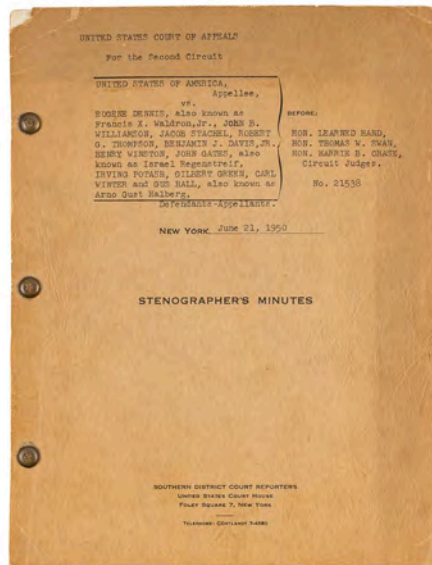 UNITED STATES COURT OF APPEALS
For the Second Circuit
UNITED STATES OF AMERICA,
Appellee,
vs.
EUGENE DENNIS, also known as
Francis X. Waldron,Jr., JOHN B.
WILLIAMSON, JACOB STACHEL, ROBERT
G. THOMPSON, BENJAMIN J. DAVIS,JR.
HENRY WINSTON, JOHN GATES, also
known as Israel Regenstreif,
IRVING POTASH, GILBERT GREEN, CARL
WINTER and GUS HALL, also known as
Arno Gust Halberg,
Defendants-Appellants.
BEFORE:
HON. LEARNED HAND,
HON. THOMAS W. SWAN,
HON. HARRIE B. CHASE,
Circuit Judges.
No. 21538
NEW YORK, June 21, 1950
STENOGRAPHER'S MINUTES
SOUTHERN DISTRICT COURT REPORTERS
UNITED STATES COURT HOUSE
FOLEY SQUARE 7, NEW YORK
TELEPHONE: CORTLANDT 7-4580